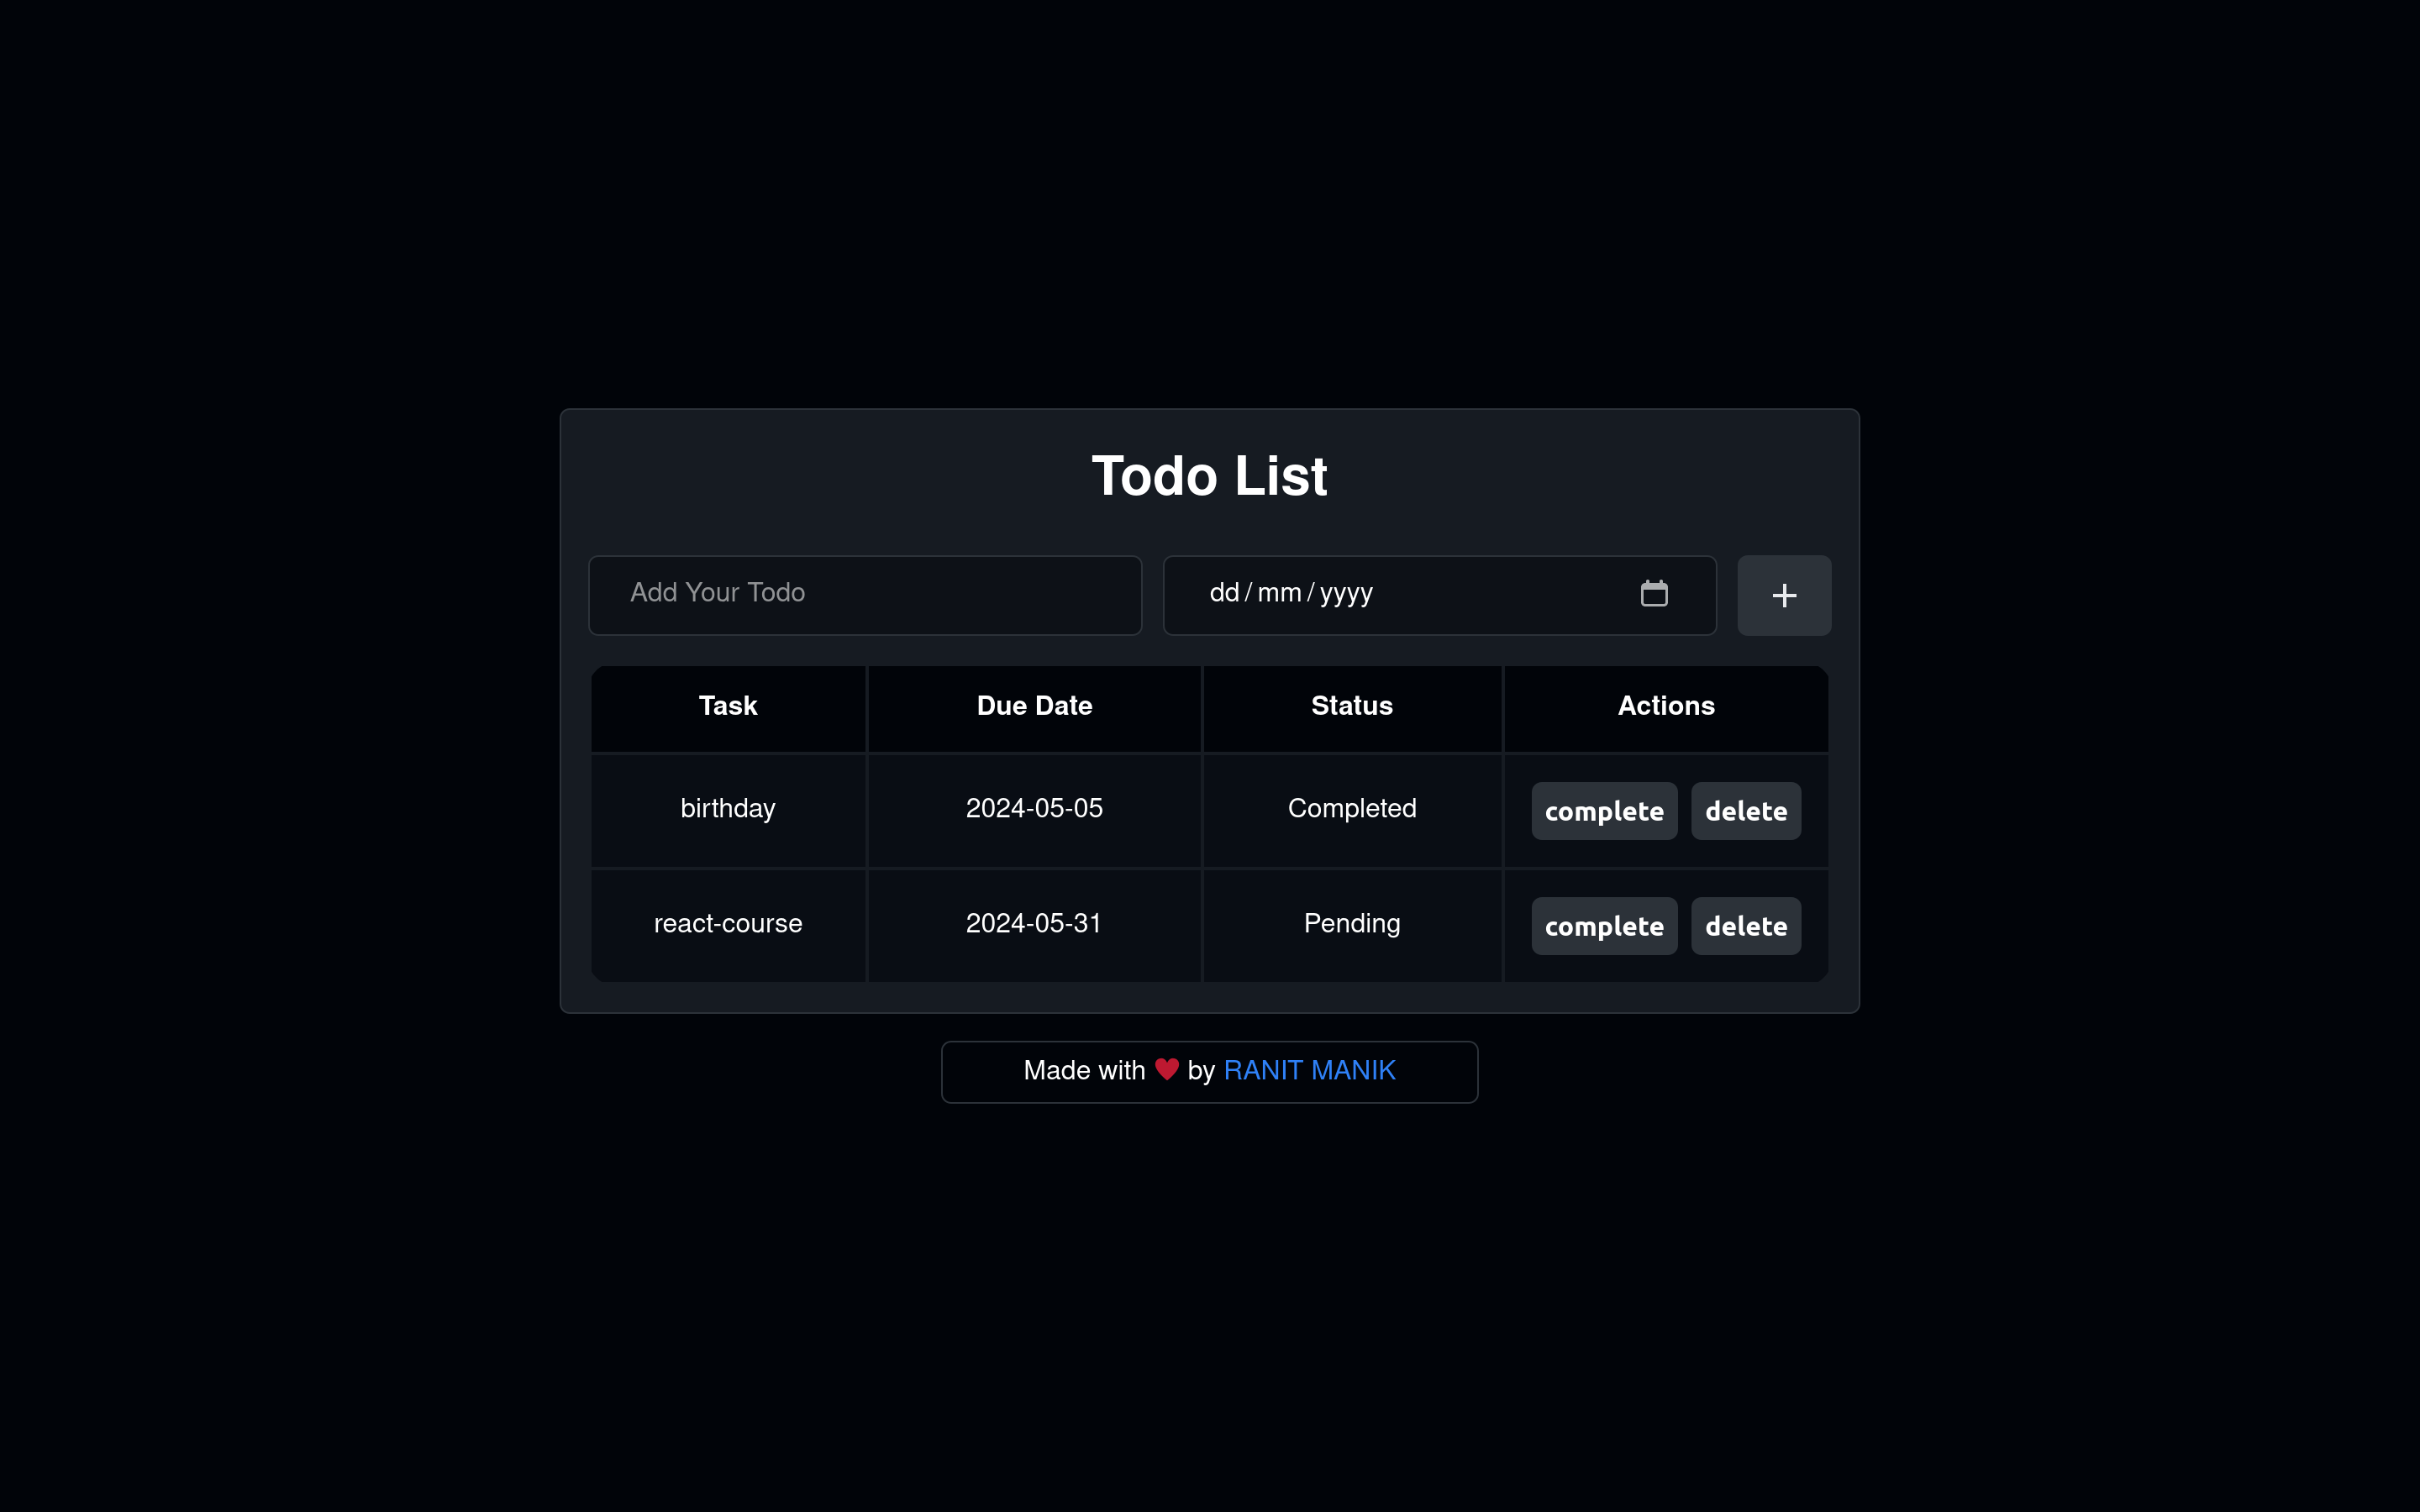 Todo List
Add Your Todo dd/mm/yyyy +
Task Due Date Status Actions
birthday 2024-05-05 Completed complete delete
react-course 2024-05-31 Pending complete delete
Made with ❤ by RANIT MANIK